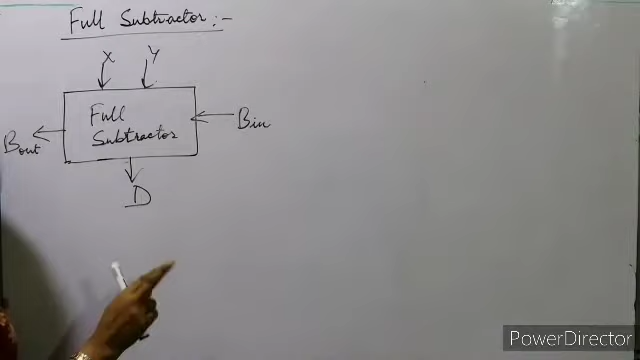 Full Subtractor :-
X Y
Full
Subtractor
Bin
Bout
D
PowerDirector